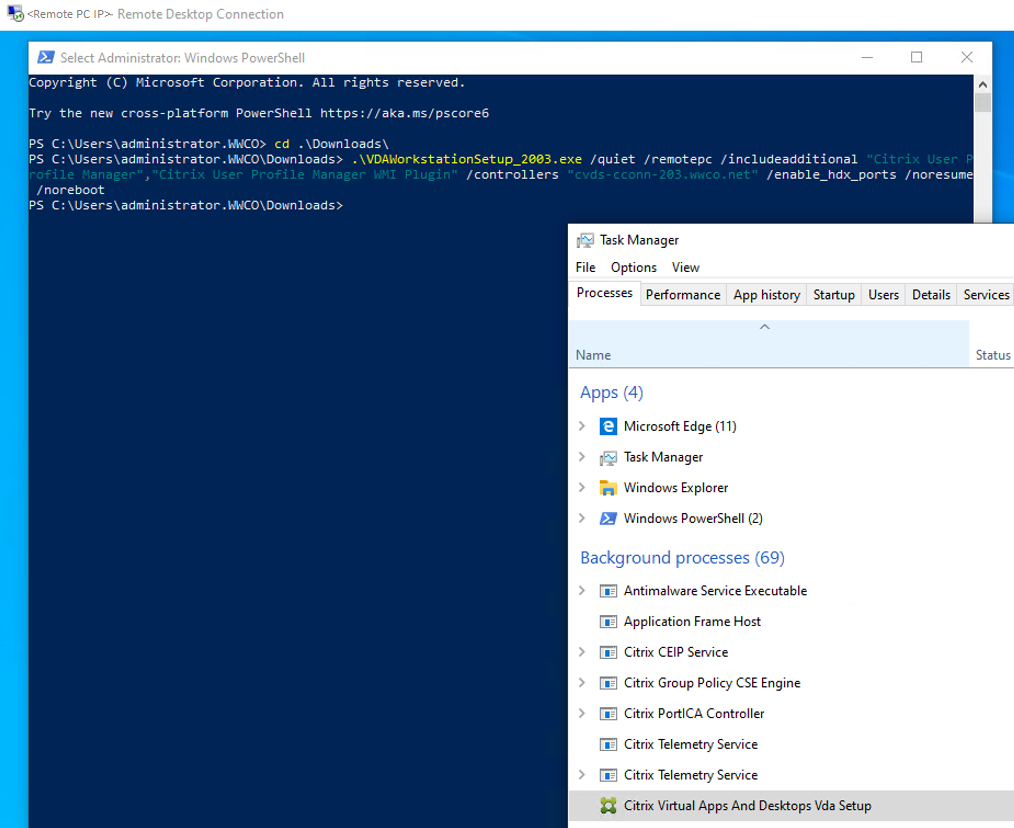 <Remote PC IP>- Remote Desktop Connection
Select Administrator: Windows PowerShell
Copyright (C) Microsoft Corporation. All rights reserved.
Try the new cross-platform PowerShell https://aka.ms/pscore6
PS C:\Users\administrator.WWCO> cd .\Downloads\
PS C:\Users\administrator.WWCO\Downloads> .\VDAWorkstationSetup_2003.exe /quiet /remotepc /includeadditional "Citrix User P
rofile Manager","Citrix User Profile Manager WMI Plugin" /controllers "cvds-cconn-203.wwco.net" /enable_hdx_ports /noresume
/noreboot
PS C:\Users\administrator.WWCO\Downloads>
Task Manager
File Options View
Processes Performance App history Startup Users Details Services
Name Status
Apps (4)
Microsoft Edge (11)
Task Manager
Windows Explorer
Windows PowerShell (2)
Background processes (69)
Antimalware Service Executable
Application Frame Host
Citrix CEIP Service
Citrix Group Policy CSE Engine
Citrix PortICA Controller
Citrix Telemetry Service
Citrix Telemetry Service
Citrix Virtual Apps And Desktops Vda Setup